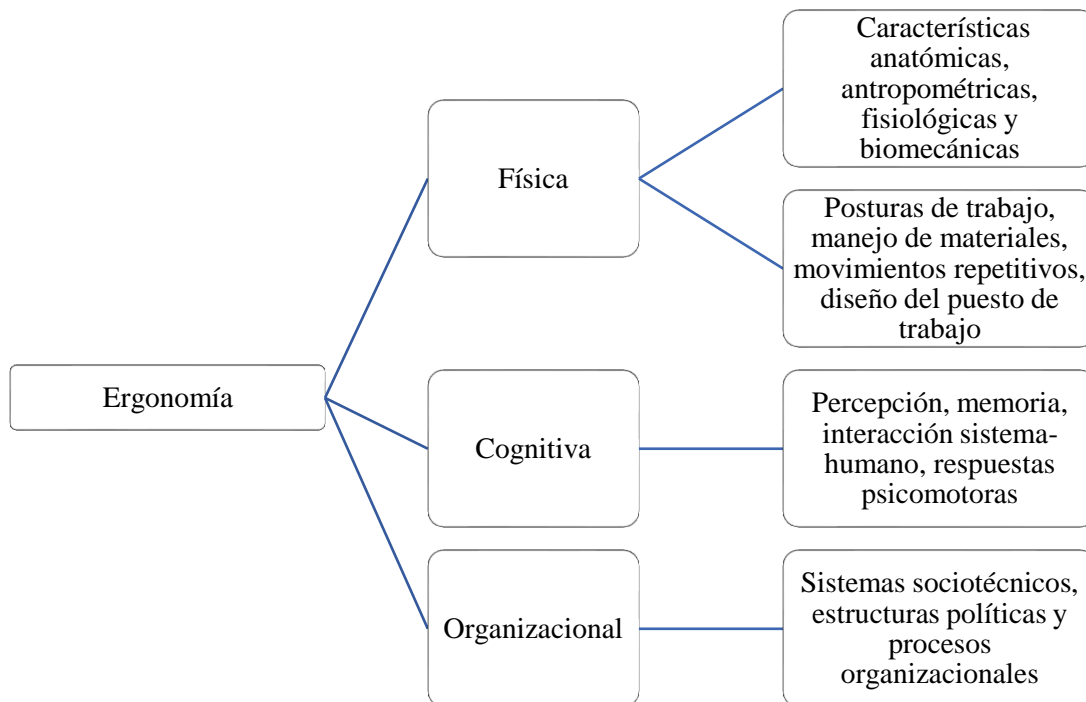 Ergonomía
Física
Características
anatómicas,
antropométricas,
fisiológicas y
biomecánicas
Posturas de trabajo,
manejo de materiales,
movimientos repetitivos,
diseño del puesto de
trabajo
Cognitiva
Percepción, memoria,
interacción sistema-
humano, respuestas
psicomotoras
Organizacional
Sistemas sociotécnicos,
estructuras políticas y
procesos
organizacionales